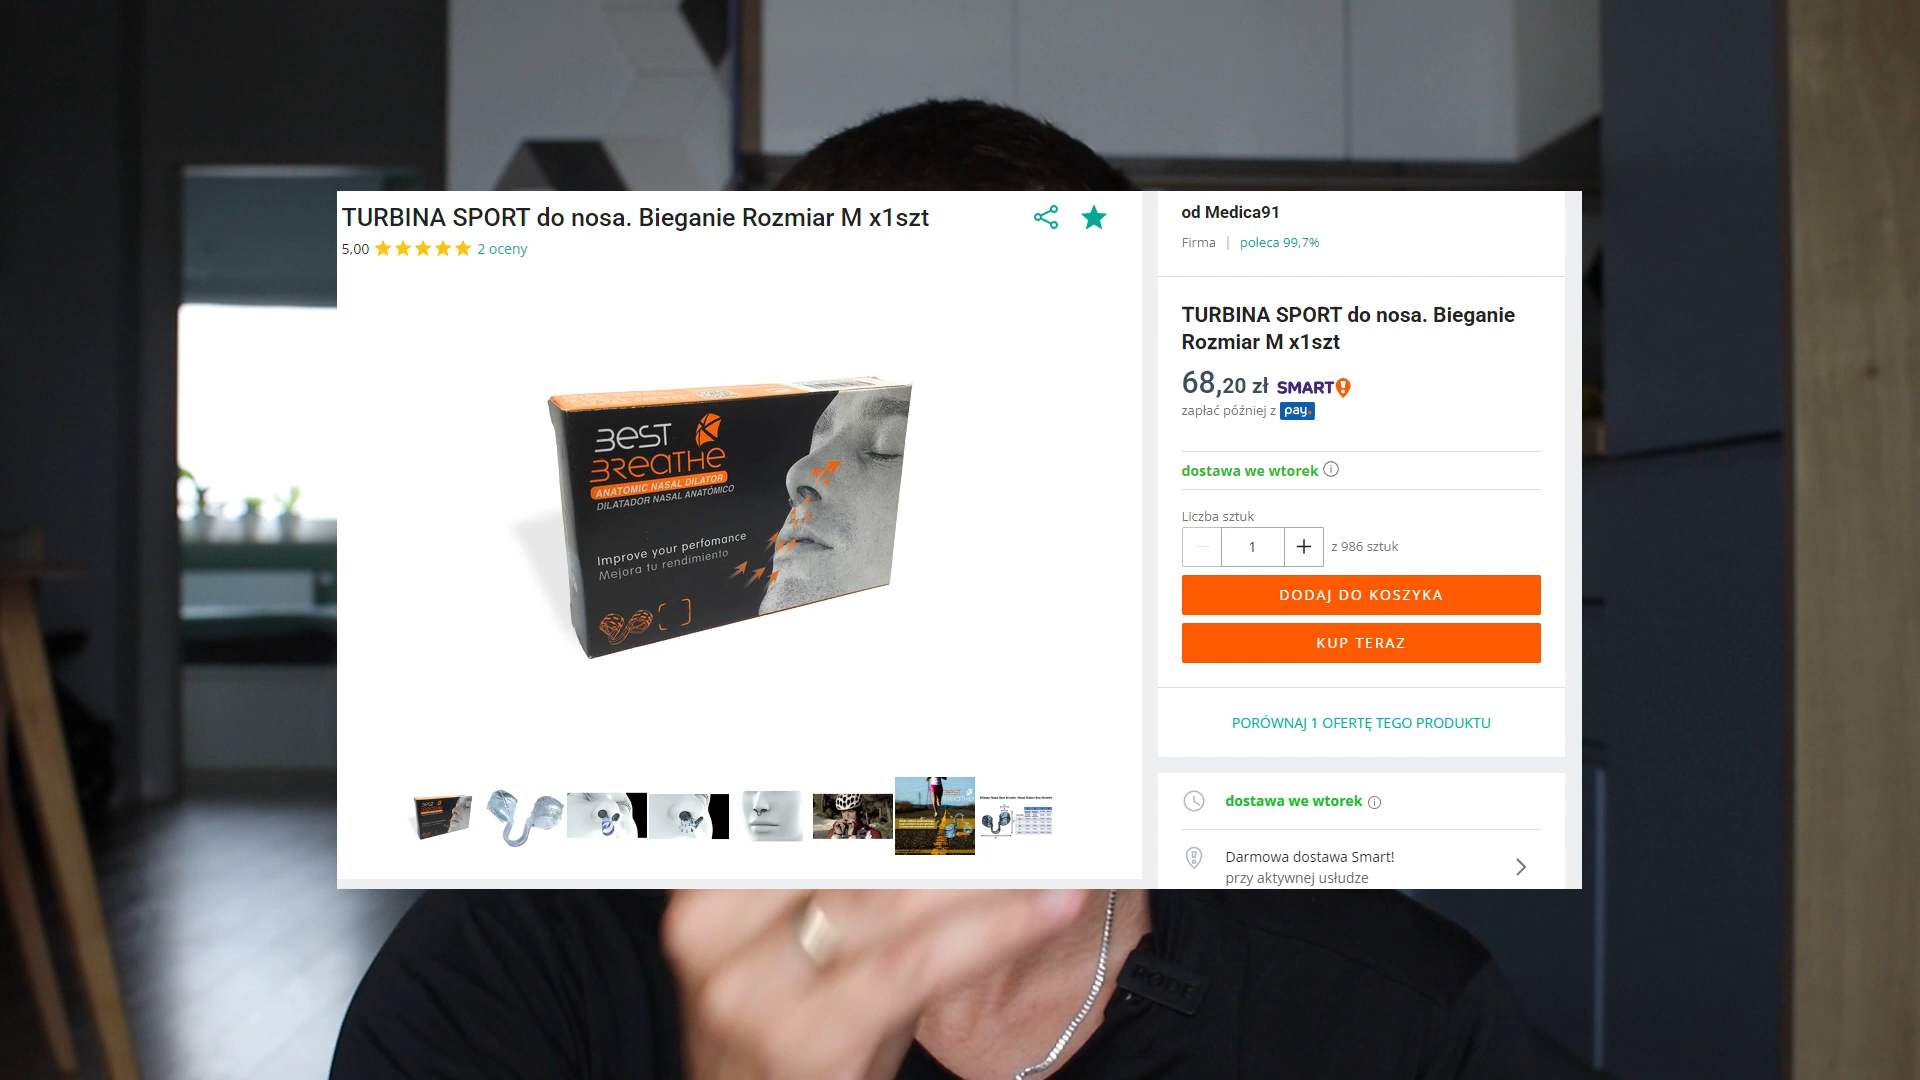 TURBINA SPORT do nosa. Bieganie Rozmiar M x1szt
5,00
2 oceny
BEST
BREATHE
ANATOMIC NASAL DILATOR
DILATADOR NASAL ANATÓMICO
Improve your perfomance
Mejora tu rendimiento
od Medica91
Firma | poleca 99,7%
TURBINA SPORT do nosa. Bieganie
Rozmiar M x1szt
68,20 zł SMART!
zapłać później z pay.
dostawa we wtorek
Liczba sztuk
1
z 986 sztuk
DODAJ DO KOSZYKA
KUP TERAZ
PORÓWNAJ 1 OFERTĘ TEGO PRODUKTU
dostawa we wtorek
Darmowa dostawa Smart!
przy aktywnej usłudze
RODE